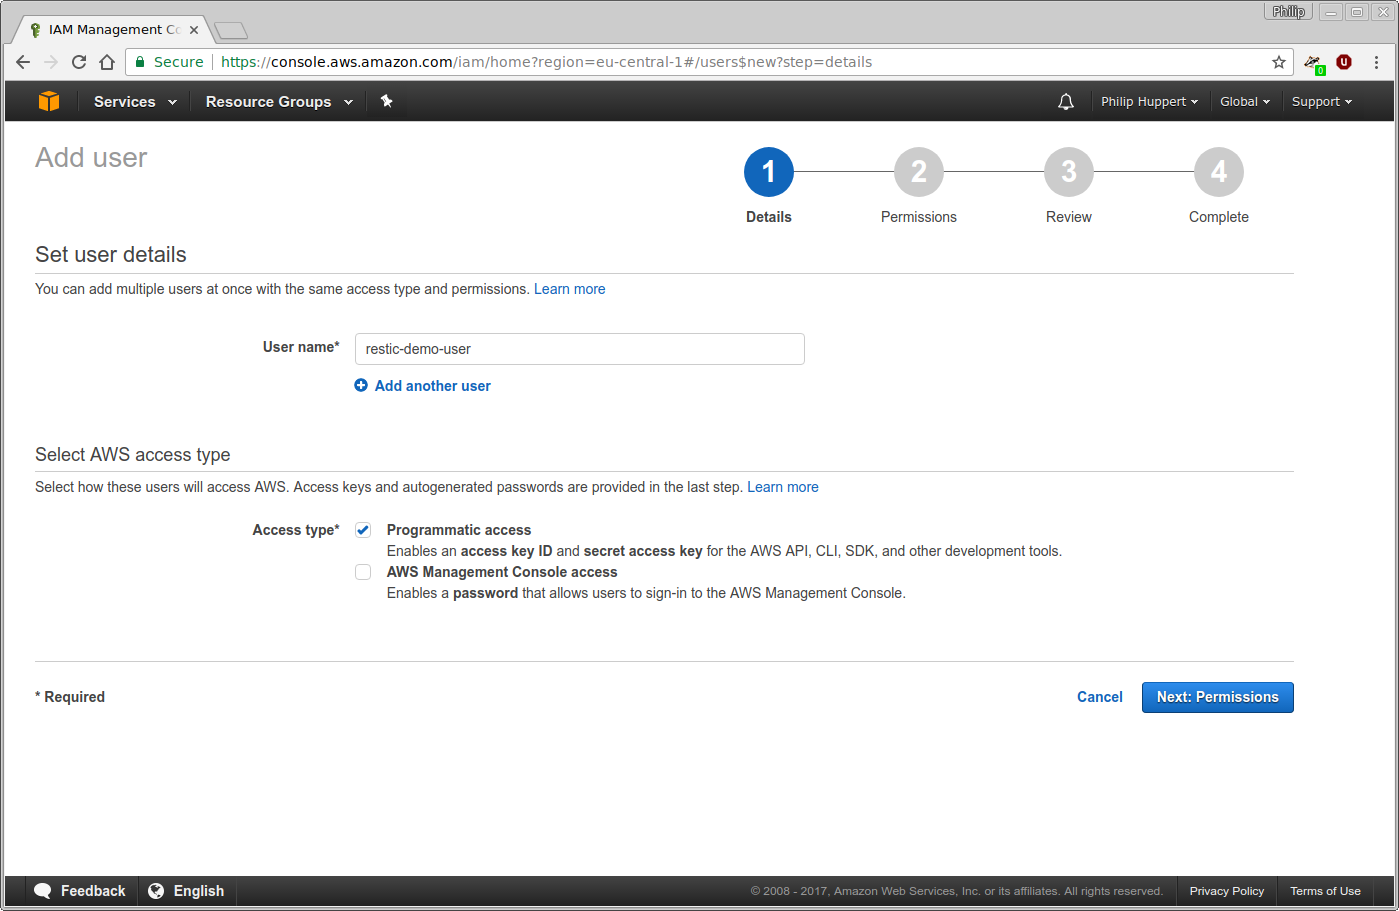 Philip
IAM Management Co
Secure https://console.aws.amazon.com/iam/home?region=eu-central-1#/users$new?step=details
0
Services Resource Groups Philip Huppert Global Support
Add user
1 2 3 4
Details Permissions Review Complete
Set user details
You can add multiple users at once with the same access type and permissions. Learn more
User name* restic-demo-user
Add another user
Select AWS access type
Select how these users will access AWS. Access keys and autogenerated passwords are provided in the last step. Learn more
Access type* Programmatic access
Enables an access key ID and secret access key for the AWS API, CLI, SDK, and other development tools.
AWS Management Console access
Enables a password that allows users to sign-in to the AWS Management Console.
* Required Cancel Next: Permissions
Feedback English © 2008 - 2017, Amazon Web Services, Inc. or its affiliates. All rights reserved. Privacy Policy Terms of Use